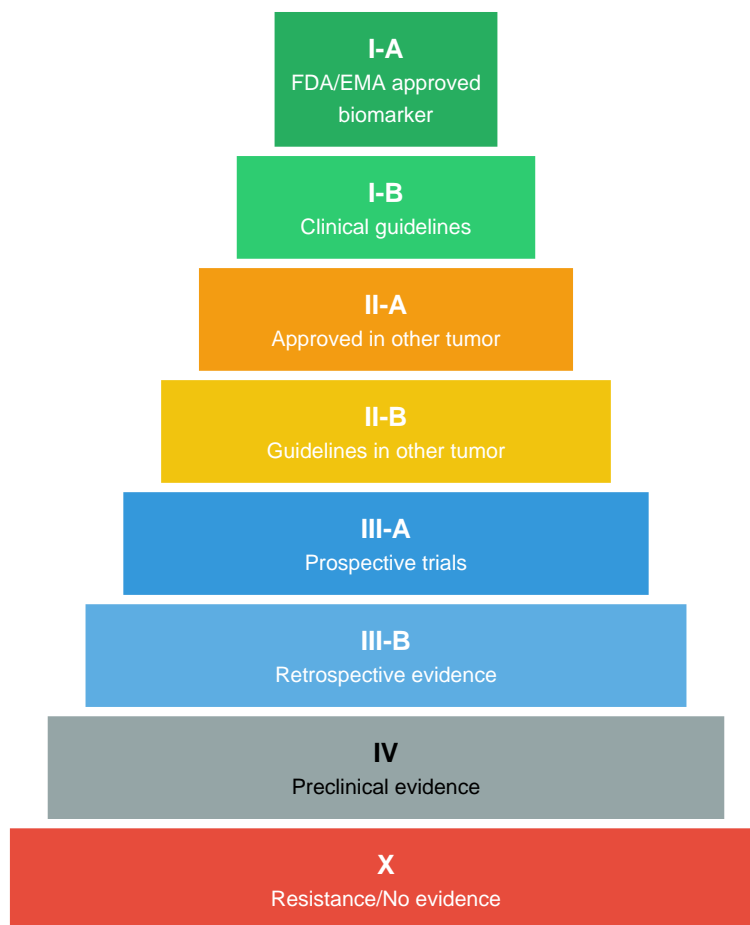 I-A
FDA/EMA approved
biomarker
I-B
Clinical guidelines
II-A
Approved in other tumor
II-B
Guidelines in other tumor
III-A
Prospective trials
III-B
Retrospective evidence
IV
Preclinical evidence
X
Resistance/No evidence